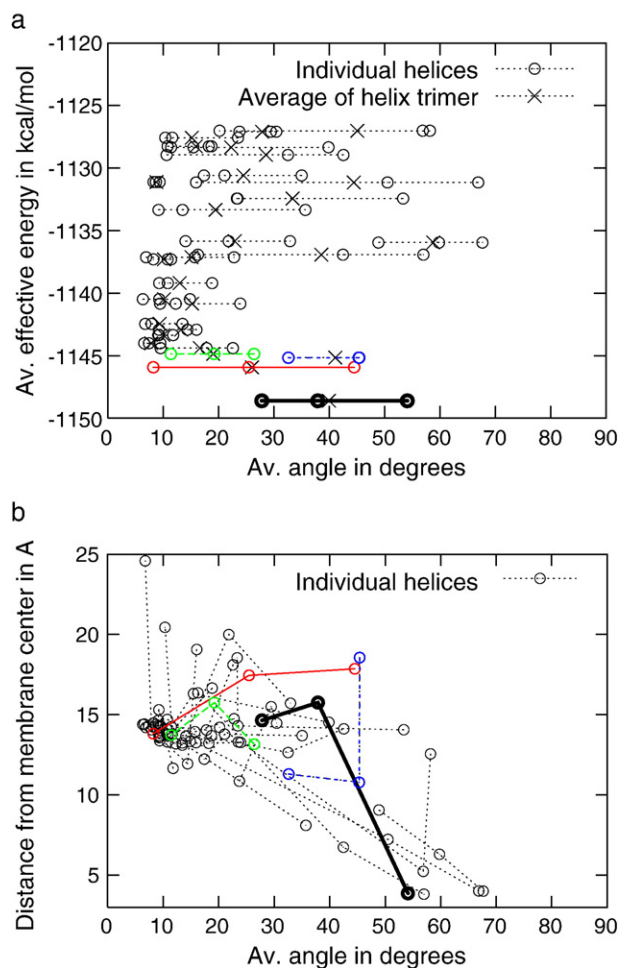 a
-1120
-1125
-1130
-1135
-1140
-1145
-1150
Av. effective energy in kcal/mol
Individual helices
Average of helix trimer
0 10 20 30 40 50 60 70 80 90
Av. angle in degrees
b
25
20
15
10
5
Distance from membrane center in A
Individual helices
0 10 20 30 40 50 60 70 80 90
Av. angle in degrees